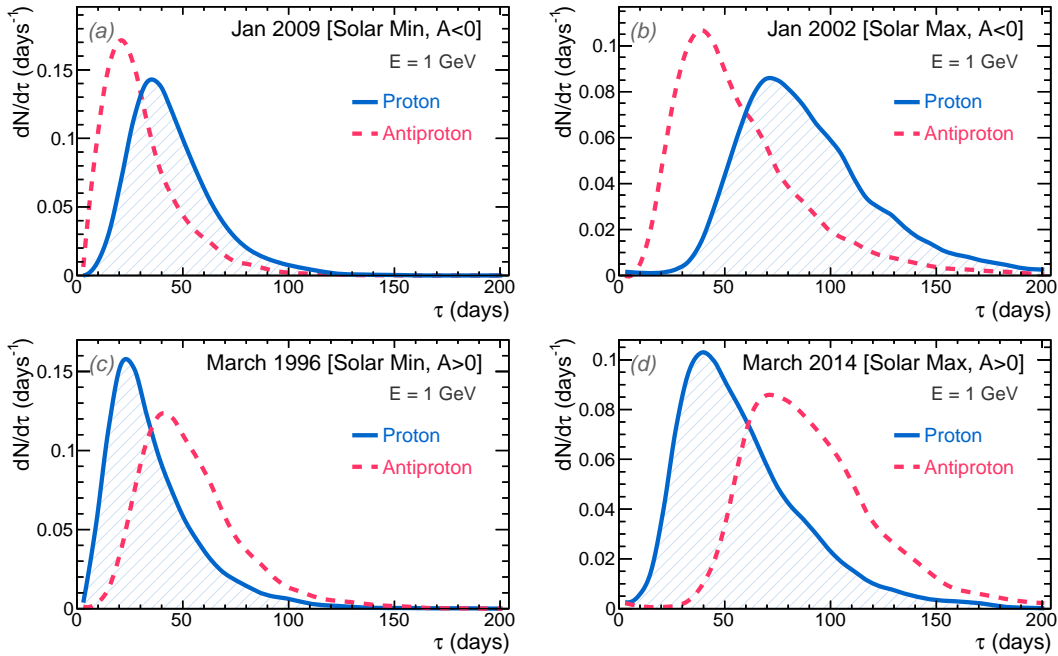 (a) Jan 2009 [Solar Min, A<0]
E = 1 GeV
Proton
Antiproton
dN/dτ (days⁻¹)
0.15
0.1
0.05
0
0 50 100 150 200
τ (days)
(b) Jan 2002 [Solar Max, A<0]
E = 1 GeV
Proton
Antiproton
dN/dτ (days⁻¹)
0.1
0.08
0.06
0.04
0.02
0
0 50 100 150 200
τ (days)
(c) March 1996 [Solar Min, A>0]
E = 1 GeV
Proton
Antiproton
dN/dτ (days⁻¹)
0.15
0.1
0.05
0
0 50 100 150 200
τ (days)
(d) March 2014 [Solar Max, A>0]
E = 1 GeV
Proton
Antiproton
dN/dτ (days⁻¹)
0.1
0.08
0.06
0.04
0.02
0
0 50 100 150 200
τ (days)